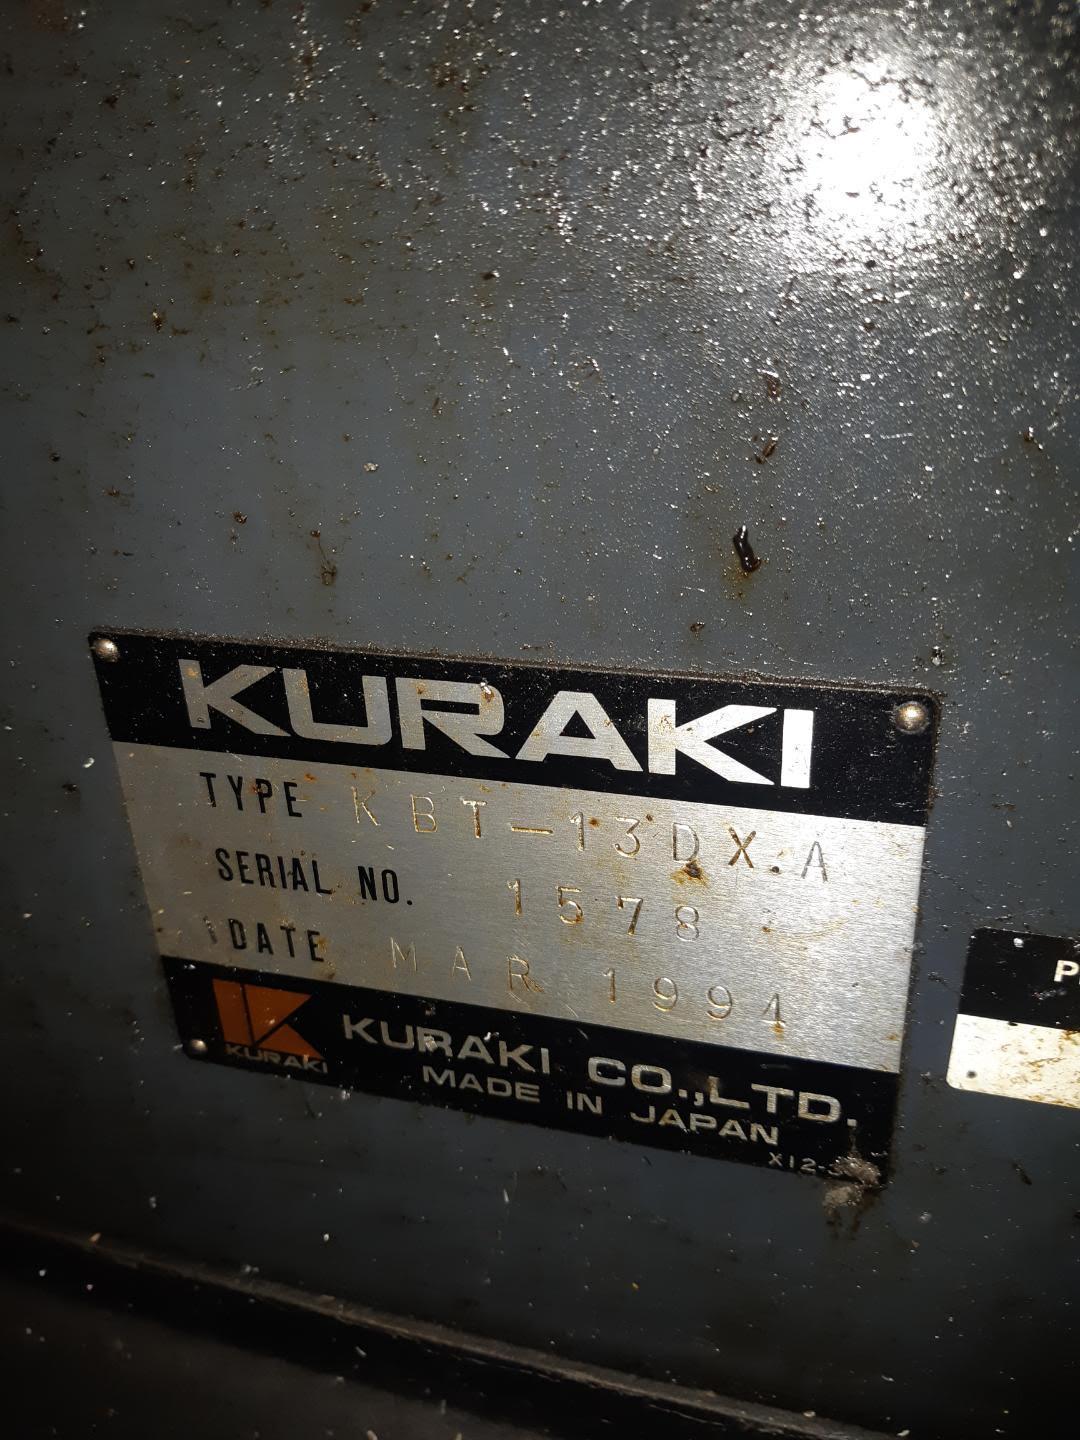 KURAKI
TYPE KBT-13DX.A
SERIAL NO. 1578
DATE MAR 1994
KURAKI
KURAKI CO.,LTD.
MADE IN JAPAN
P